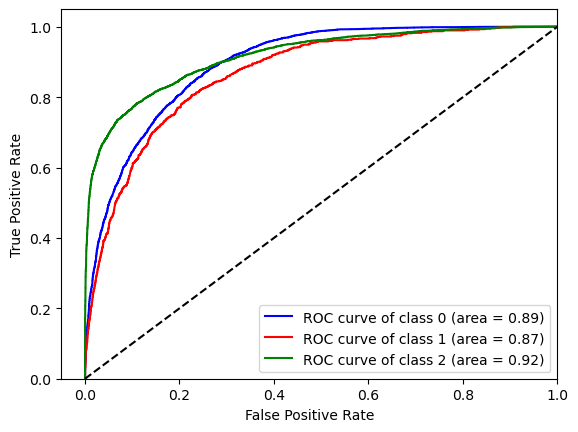 1.0
0.8
0.6
0.4
0.2
0.0
True Positive Rate
ROC curve of class 0 (area = 0.89)
ROC curve of class 1 (area = 0.87)
ROC curve of class 2 (area = 0.92)
0.0 0.2 0.4 0.6 0.8 1.0
False Positive Rate